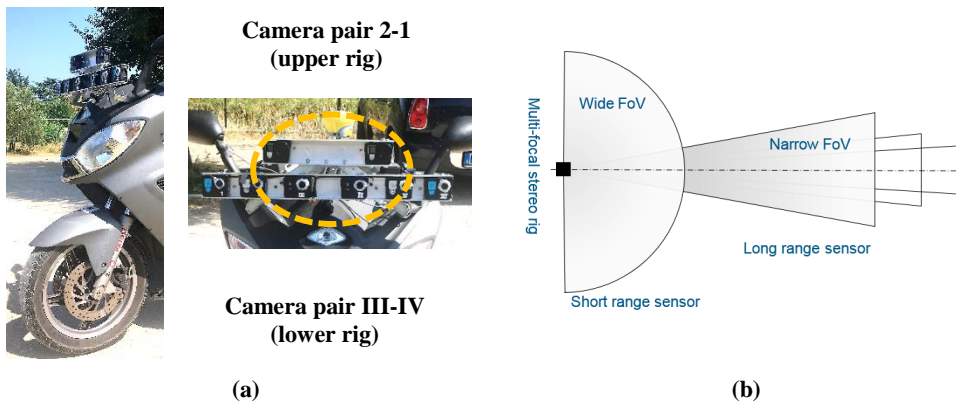 Camera pair 2-1
(upper rig)
Camera pair III-IV
(lower rig)
(a)
Multi-focal stereo rig
Wide FoV
Narrow FoV
Long range sensor
Short range sensor
(b)